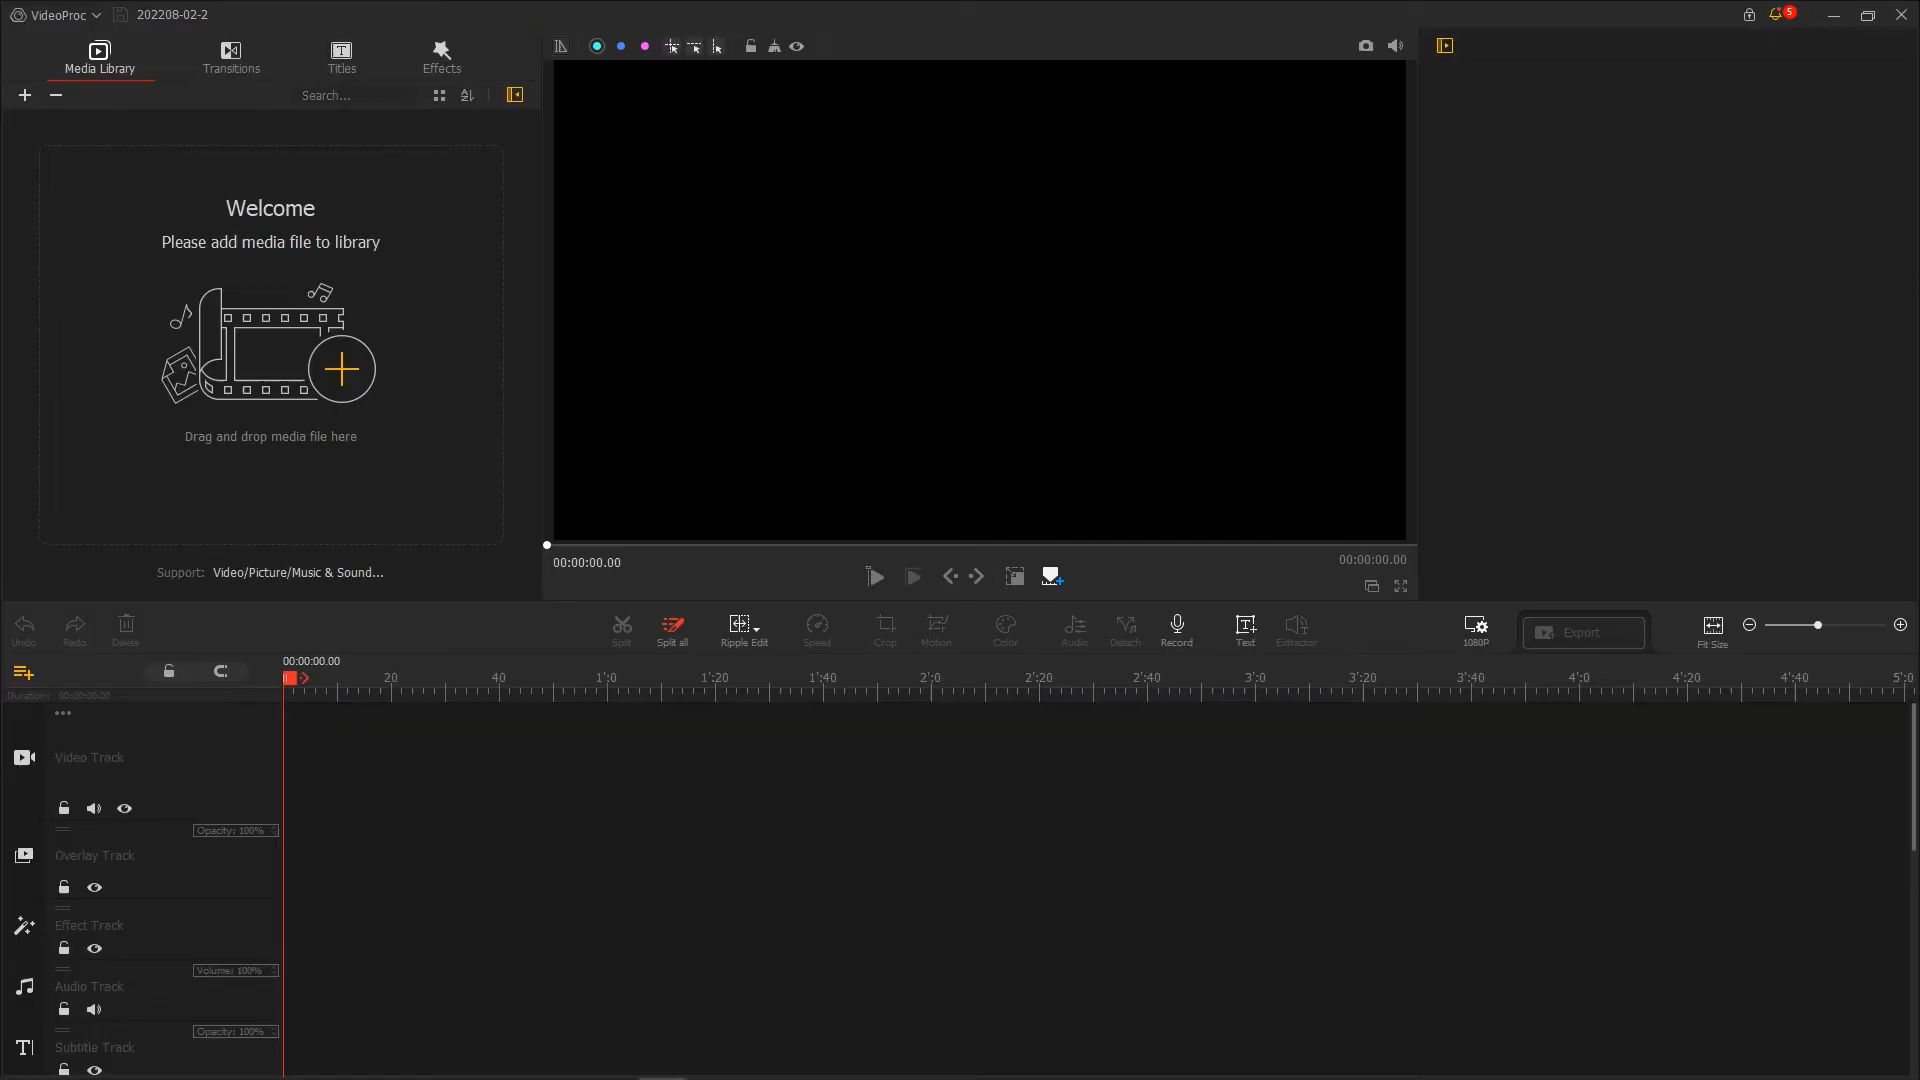 VideoProc
202208-02-2
5
Media Library
Transitions
Titles
Effects
Search...
Welcome
Please add media file to library
Drag and drop media file here
Support: Video/Picture/Music & Sound...
00:00:00.00
00:00:00.00
Undo
Redo
Delete
Split
Split all
Ripple Edit
Speed
Crop
Motion
Color
Audio
Detach
Record
Text
Extractor
1080P
Export
Fit Size
00:00:00.00
20
40
1':0
1':20
1':40
2':0
2':20
2':40
3':0
3':20
3':40
4':0
4':20
4':40
5':0
Duration: 00:00:00.00
Video Track
Opacity: 100%
Overlay Track
Effect Track
Volume: 100%
Audio Track
Opacity: 100%
Subtitle Track